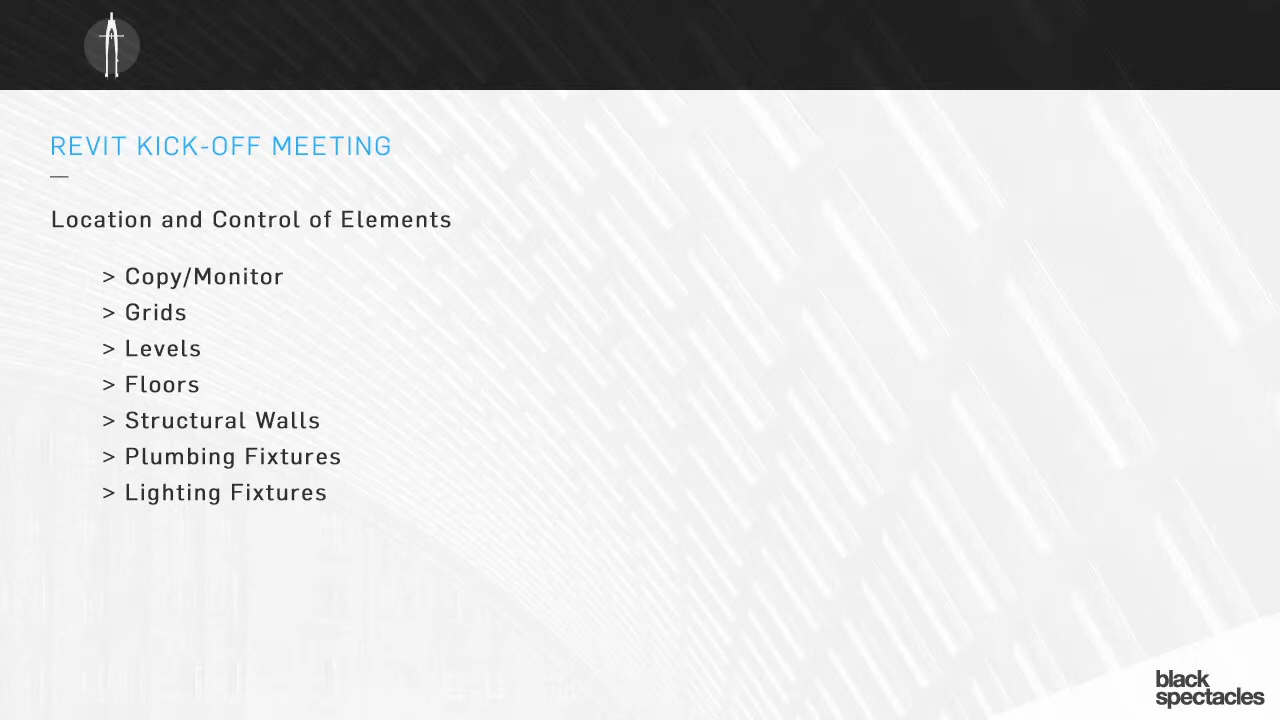 REVIT KICK-OFF MEETING
Location and Control of Elements
> Copy/Monitor
> Grids
> Levels
> Floors
> Structural Walls
> Plumbing Fixtures
> Lighting Fixtures
black
spectacles